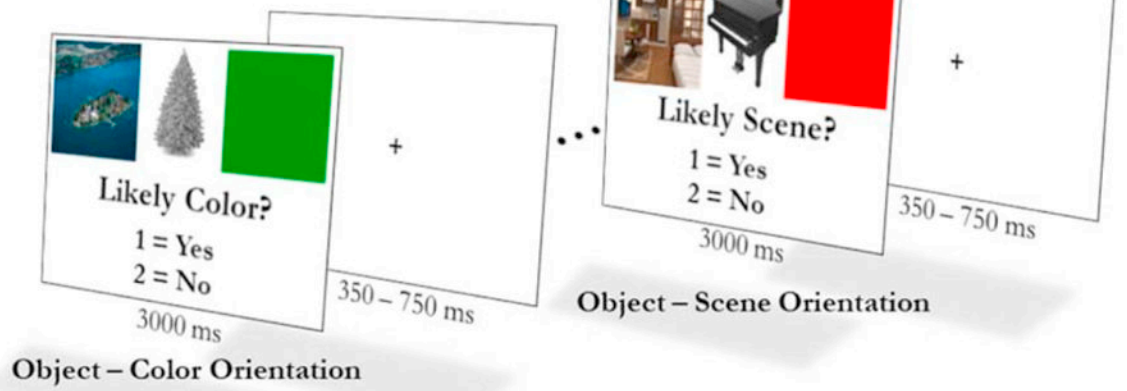 Likely Color?
1 = Yes
2 = No
3000 ms
+
350 – 750 ms
Object – Color Orientation
Likely Scene?
1 = Yes
2 = No
3000 ms
+
350 – 750 ms
Object – Scene Orientation